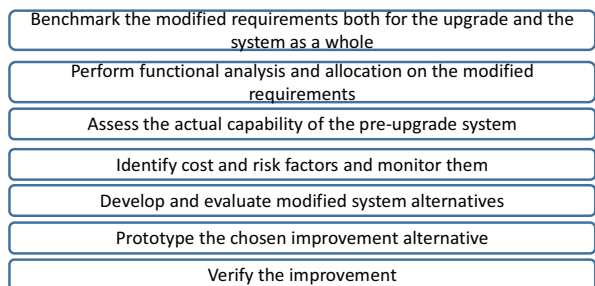 Benchmark the modified requirements both for the upgrade and the
system as a whole
Perform functional analysis and allocation on the modified
requirements
Assess the actual capability of the pre-upgrade system
Identify cost and risk factors and monitor them
Develop and evaluate modified system alternatives
Prototype the chosen improvement alternative
Verify the improvement